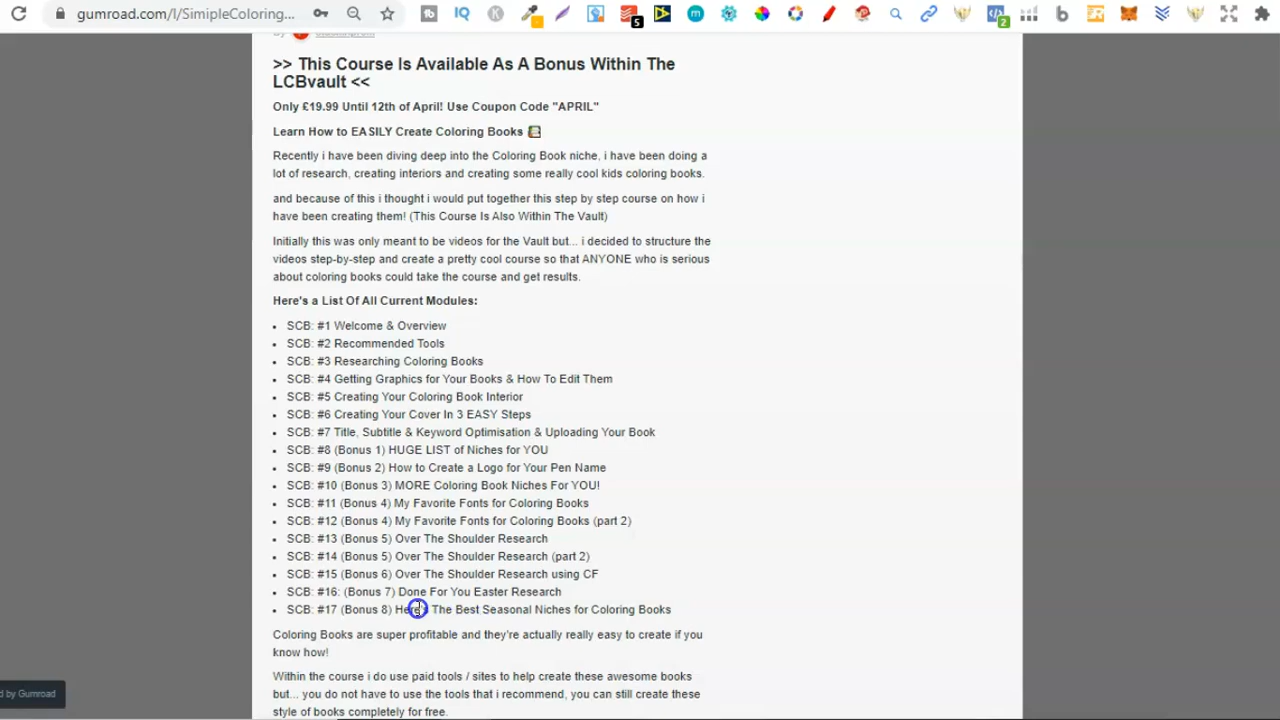 gumroad.com/l/SimipleColoring...
5
2
By
>> This Course Is Available As A Bonus Within The
LCBvault <<
Only £19.99 Until 12th of April! Use Coupon Code "APRIL"
Learn How to EASILY Create Coloring Books
Recently i have been diving deep into the Coloring Book niche, i have been doing a
lot of research, creating interiors and creating some really cool kids coloring books.
and because of this i thought i would put together this step by step course on how i
have been creating them! (This Course Is Also Within The Vault)
Initially this was only meant to be videos for the Vault but... i decided to structure the
videos step-by-step and create a pretty cool course so that ANYONE who is serious
about coloring books could take the course and get results.
Here's a List Of All Current Modules:
• SCB: #1 Welcome & Overview
• SCB: #2 Recommended Tools
• SCB: #3 Researching Coloring Books
• SCB: #4 Getting Graphics for Your Books & How To Edit Them
• SCB: #5 Creating Your Coloring Book Interior
• SCB: #6 Creating Your Cover In 3 EASY Steps
• SCB: #7 Title, Subtitle & Keyword Optimisation & Uploading Your Book
• SCB: #8 (Bonus 1) HUGE LIST of Niches for YOU
• SCB: #9 (Bonus 2) How to Create a Logo for Your Pen Name
• SCB: #10 (Bonus 3) MORE Coloring Book Niches For YOU!
• SCB: #11 (Bonus 4) My Favorite Fonts for Coloring Books
• SCB: #12 (Bonus 4) My Favorite Fonts for Coloring Books (part 2)
• SCB: #13 (Bonus 5) Over The Shoulder Research
• SCB: #14 (Bonus 5) Over The Shoulder Research (part 2)
• SCB: #15 (Bonus 6) Over The Shoulder Research using CF
• SCB: #16: (Bonus 7) Done For You Easter Research
• SCB: #17 (Bonus 8) Here's The Best Seasonal Niches for Coloring Books
Coloring Books are super profitable and they're actually really easy to create if you
know how!
Within the course i do use paid tools / sites to help create these awesome books
but... you do not have to use the tools that i recommend, you can still create these
style of books completely for free.
d by Gumroad